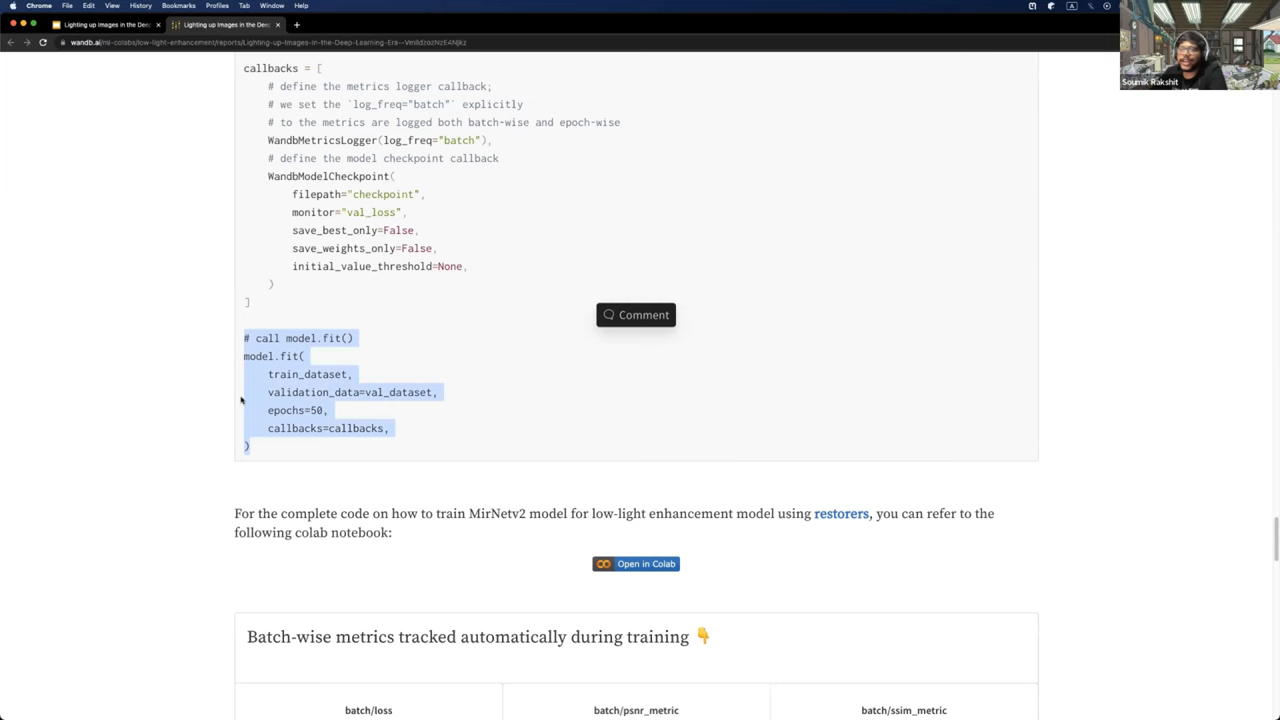 Chrome File Edit View History Bookmarks Profiles Tab Window Help
Lighting up Images in the Dee
Lighting up Images in the Dee
wandb.ai/ml-colabs/low-light-enhancement/reports/Lighting-up-Images-in-the-Deep-Learning-Era--VmlldzozNzE4Njkz
Soumik Rakshit
callbacks = [
# define the metrics logger callback;
# we set the `log_freq="batch"` explicitly
# to the metrics are logged both batch-wise and epoch-wise
WandbMetricsLogger(log_freq="batch"),
# define the model checkpoint callback
WandbModelCheckpoint(
filepath="checkpoint",
monitor="val_loss",
save_best_only=False,
save_weights_only=False,
initial_value_threshold=None,
)
]
Comment
# call model.fit()
model.fit(
train_dataset,
validation_data=val_dataset,
epochs=50,
callbacks=callbacks,
)
For the complete code on how to train MirNetv2 model for low-light enhancement model using restorers, you can refer to the
following colab notebook:
Open in Colab
Batch-wise metrics tracked automatically during training 👇
batch/loss batch/psnr_metric batch/ssim_metric